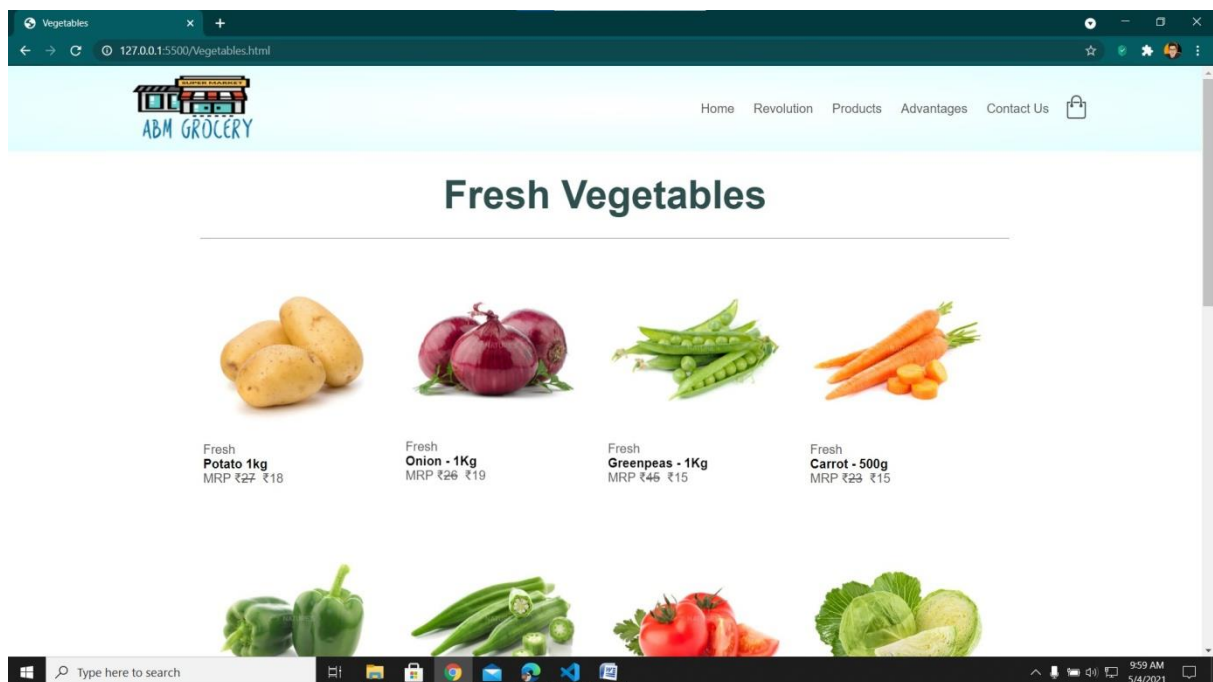 Vegetables
127.0.0.1:5500/Vegetables.html
SUPER MARKET
ABM GROCERY
Home Revolution Products Advantages Contact Us
Fresh Vegetables
Fresh
Potato 1kg
MRP ₹27 ₹18
Fresh
Onion - 1Kg
MRP ₹26 ₹19
Fresh
Greenpeas - 1Kg
MRP ₹45 ₹15
Fresh
Carrot - 500g
MRP ₹23 ₹15
Type here to search
9:59 AM
5/4/2021